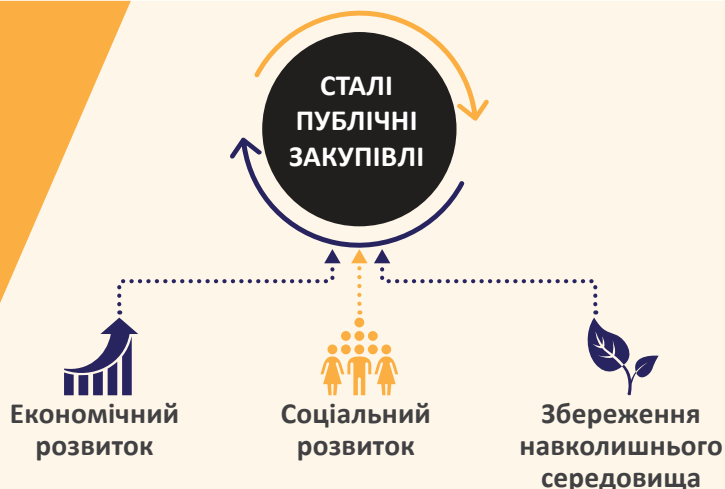 СТАЛІ
ПУБЛІЧНІ
ЗАКУПІВЛІ
Економічний
розвиток
Соціальний
розвиток
Збереження
навколишнього
середовища